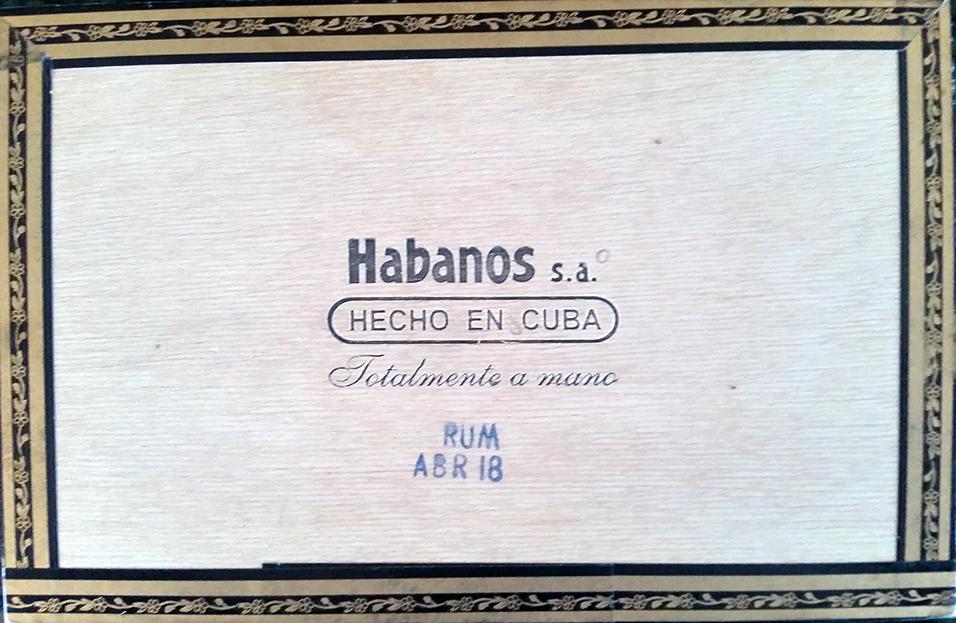 Habanos s.a.
HECHO EN CUBA
Totalmente a mano
RUM
ABR 18